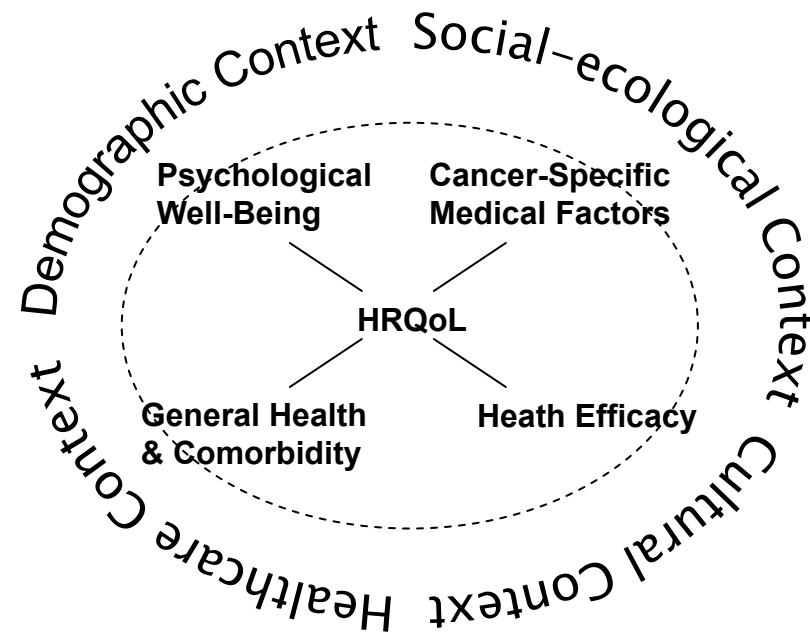 Demographic Context
Social-ecological Context
Psychological
Well-Being
Cancer-Specific
Medical Factors
HRQoL
General Health
& Comorbidity
Heath Efficacy
Healthcare Context
Cultural Context